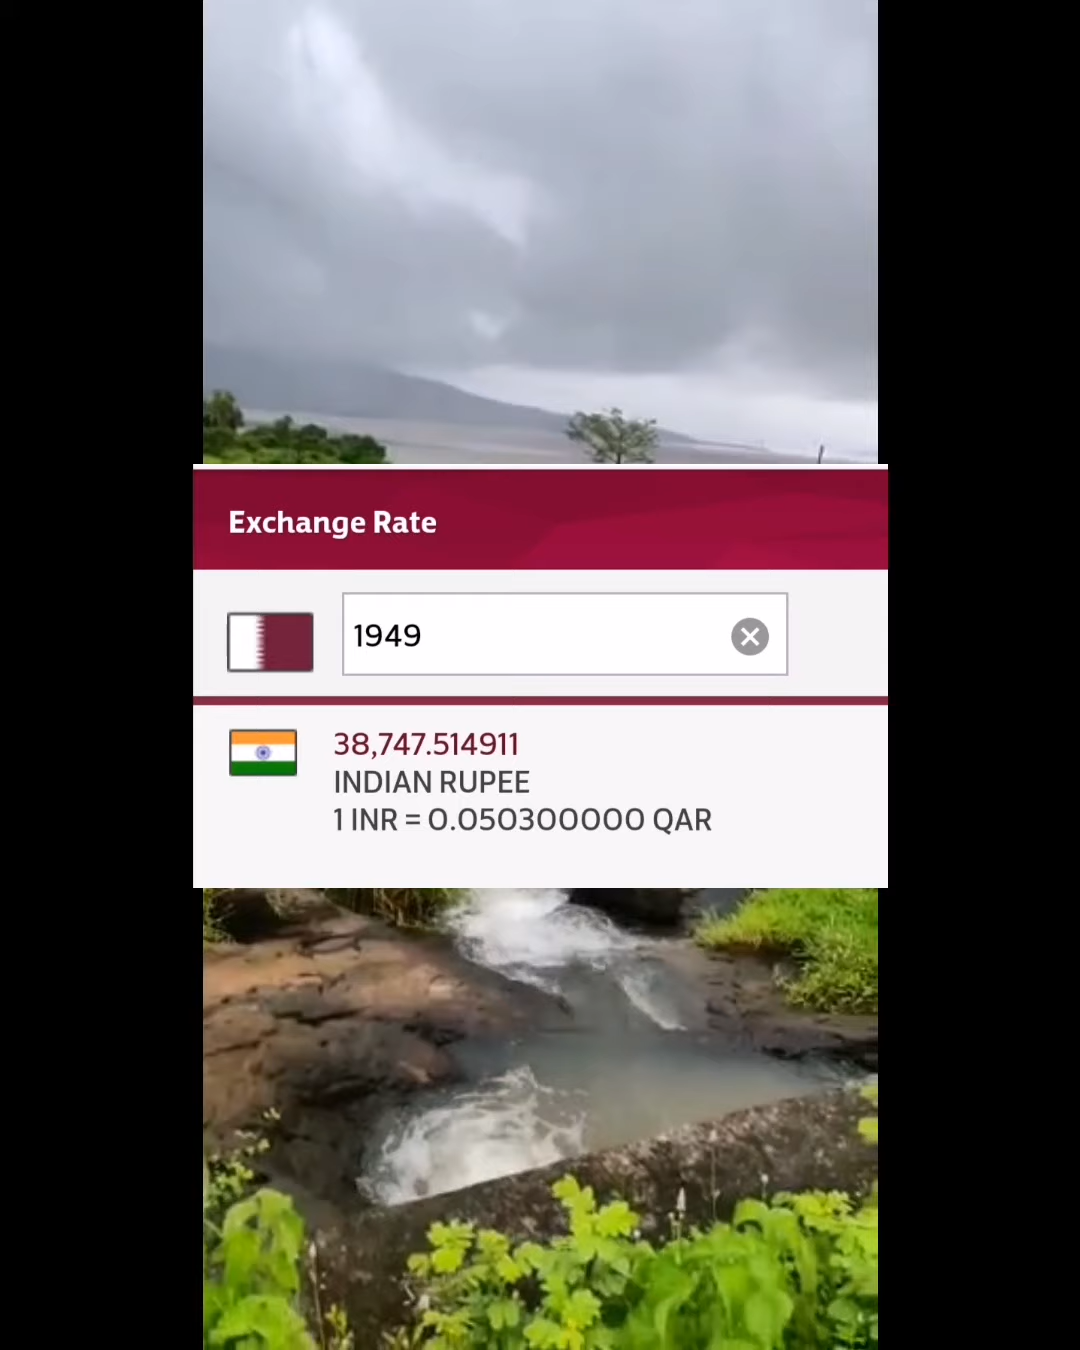 Exchange Rate
1949
38,747.514911
INDIAN RUPEE
1 INR = 0.050300000 QAR